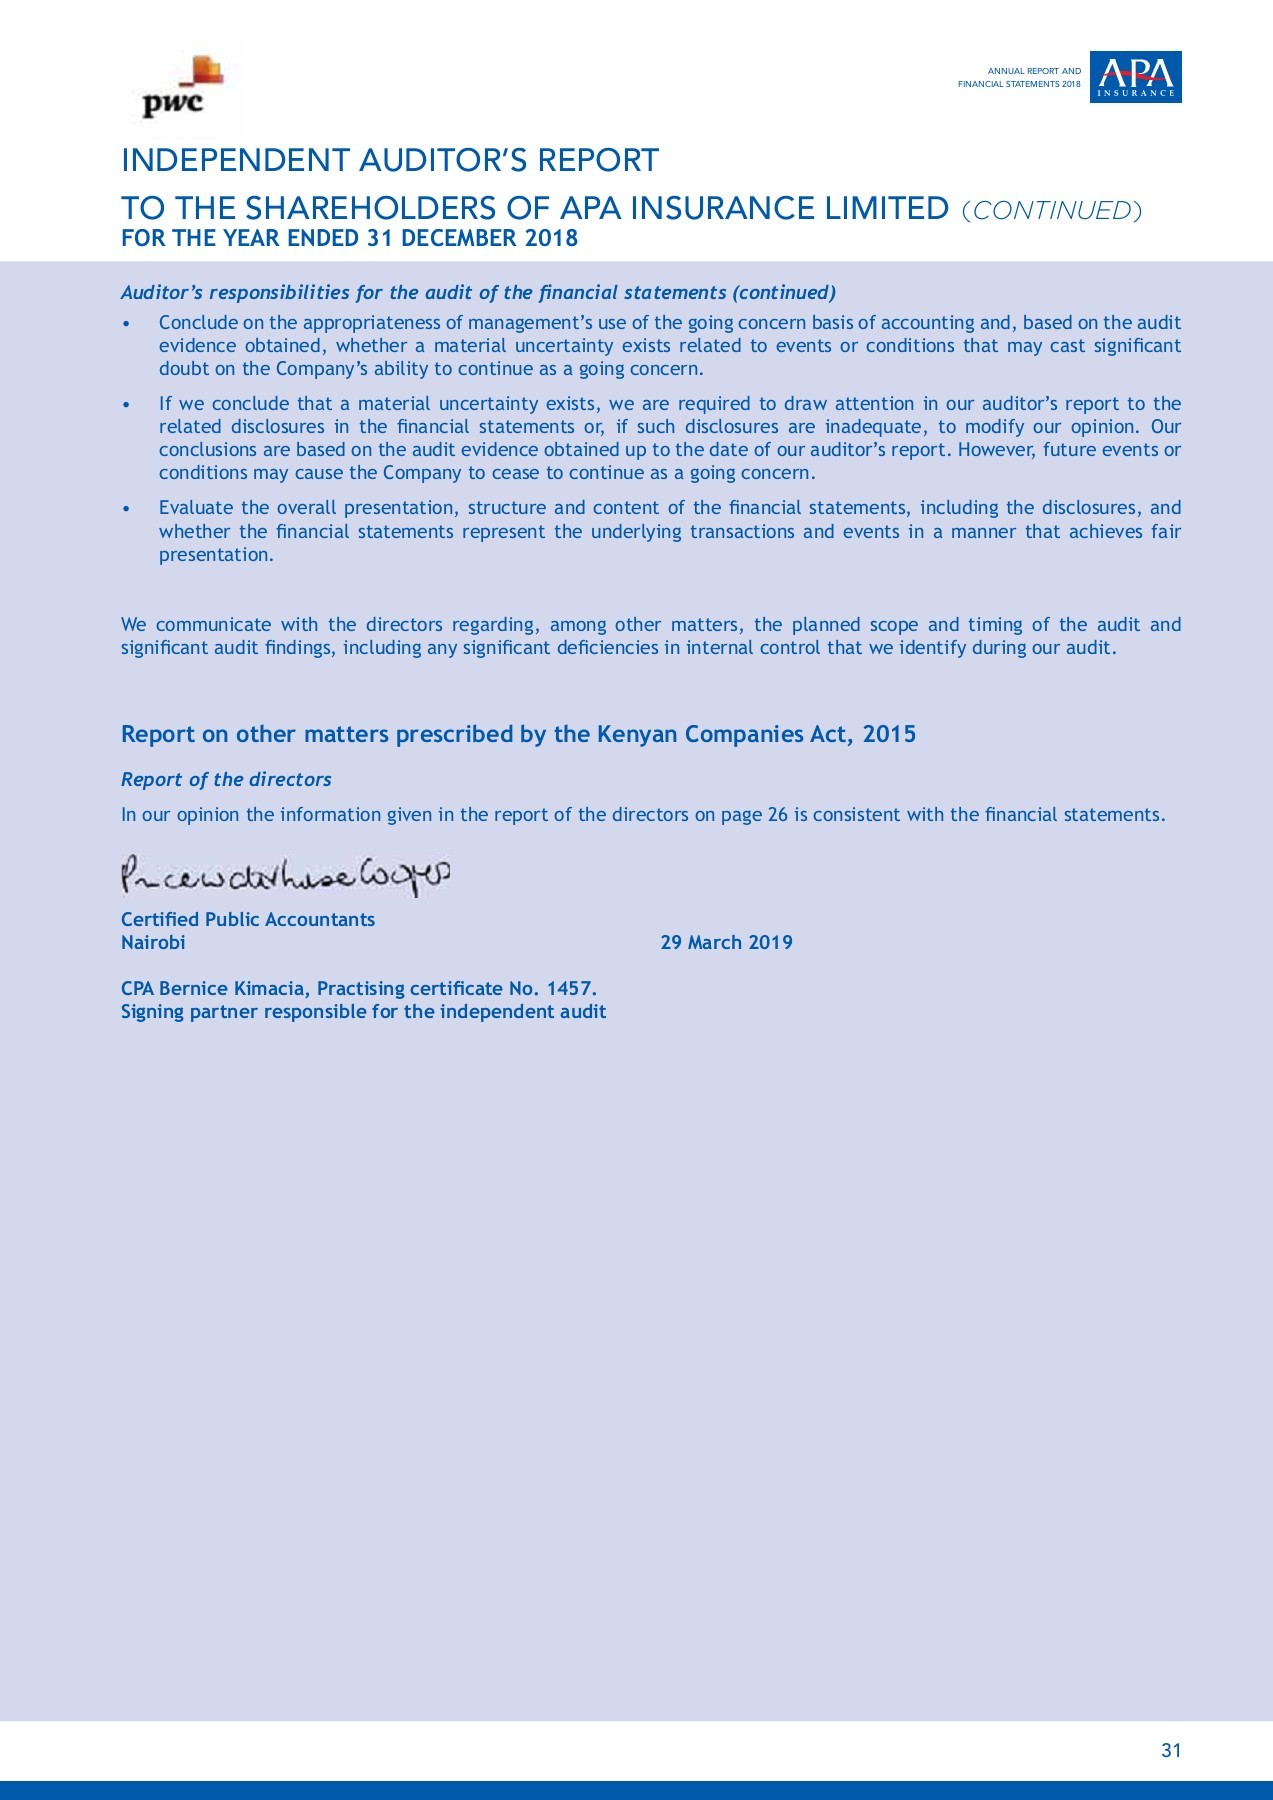 pwc
ANNUAL REPORT AND
FINANCIAL STATEMENTS 2018
APA
INSURANCE
INDEPENDENT AUDITOR’S REPORT
TO THE SHAREHOLDERS OF APA INSURANCE LIMITED (CONTINUED)
FOR THE YEAR ENDED 31 DECEMBER 2018
Auditor’s responsibilities for the audit of the financial statements (continued)
• Conclude on the appropriateness of management’s use of the going concern basis of accounting and, based on the audit
evidence obtained, whether a material uncertainty exists related to events or conditions that may cast significant
doubt on the Company’s ability to continue as a going concern.
• If we conclude that a material uncertainty exists, we are required to draw attention in our auditor’s report to the
related disclosures in the financial statements or, if such disclosures are inadequate, to modify our opinion. Our
conclusions are based on the audit evidence obtained up to the date of our auditor’s report. However, future events or
conditions may cause the Company to cease to continue as a going concern.
• Evaluate the overall presentation, structure and content of the financial statements, including the disclosures, and
whether the financial statements represent the underlying transactions and events in a manner that achieves fair
presentation.
We communicate with the directors regarding, among other matters, the planned scope and timing of the audit and
significant audit findings, including any significant deficiencies in internal control that we identify during our audit.
Report on other matters prescribed by the Kenyan Companies Act, 2015
Report of the directors
In our opinion the information given in the report of the directors on page 26 is consistent with the financial statements.
PricewaterhouseCoopers
Certified Public Accountants
Nairobi 29 March 2019
CPA Bernice Kimacia, Practising certificate No. 1457.
Signing partner responsible for the independent audit
31